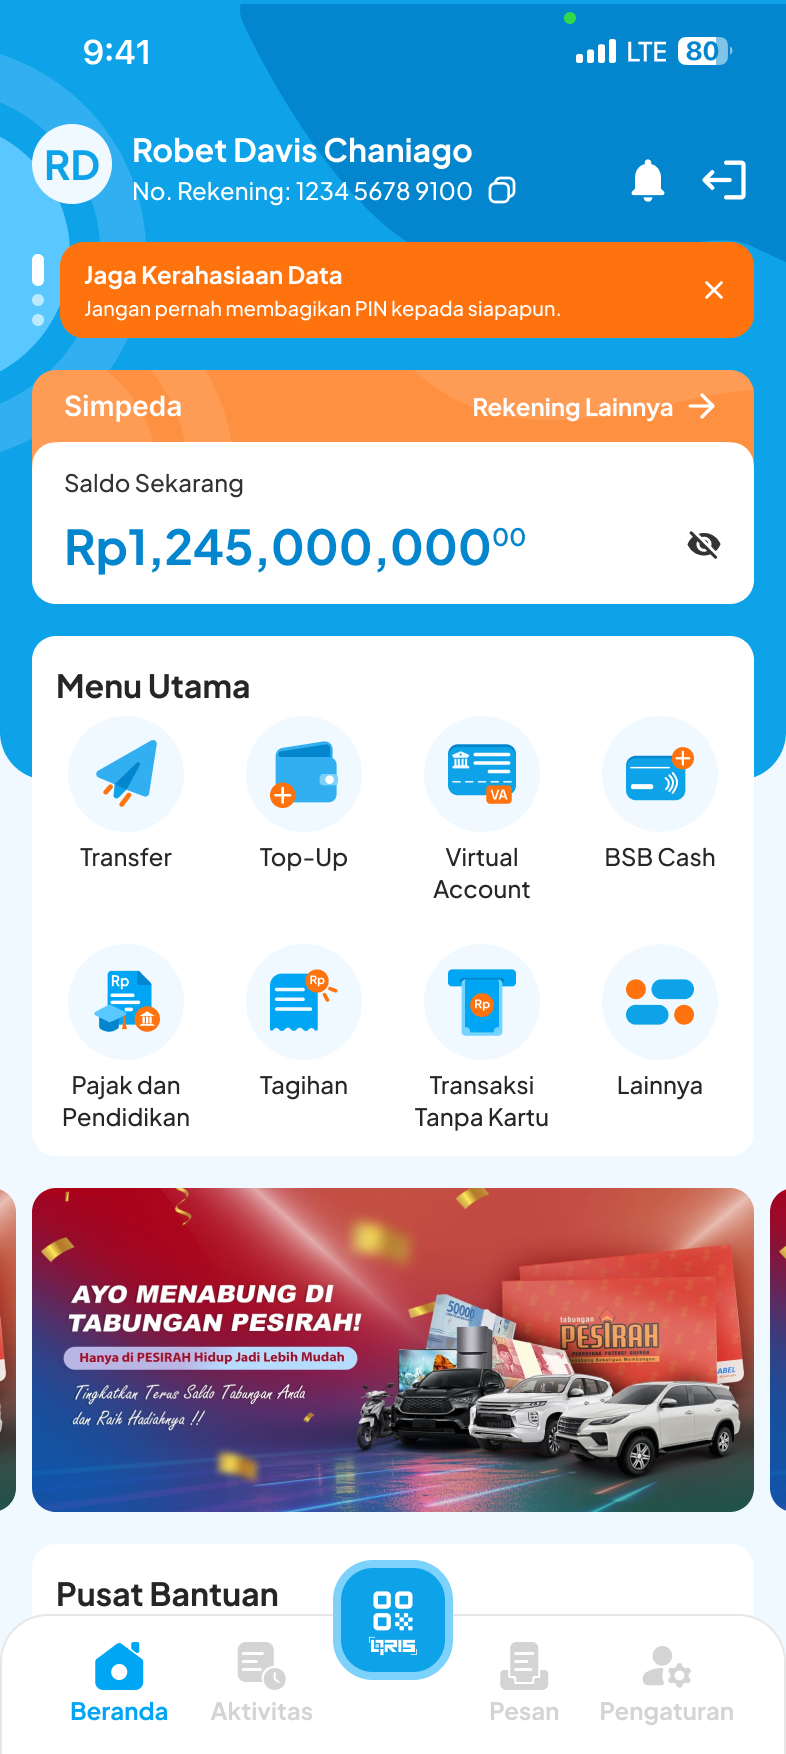 9:41
LTE 80
RD
Robet Davis Chaniago
No. Rekening: 1234 5678 9100
Jaga Kerahasiaan Data
Jangan pernah membagikan PIN kepada siapapun.
Simpeda
Rekening Lainnya
Saldo Sekarang
Rp1,245,000,00000
Menu Utama
VA
Transfer
Top-Up
Virtual
Account
BSB Cash
Rp
Rp
Rp
Pajak dan
Pendidikan
Tagihan
Transaksi
Tanpa Kartu
Lainnya
AYO MENABUNG DI
TABUNGAN PESIRAH!
Hanya di PESIRAH Hidup Jadi Lebih Mudah
Tingkatkan Terus Saldo Tabungan Anda
dan Raih Hadiahnya !!
50000
tabungan
PESIRAH
Pusat Bantuan
QRIS
Beranda
Aktivitas
Pesan
Pengaturan